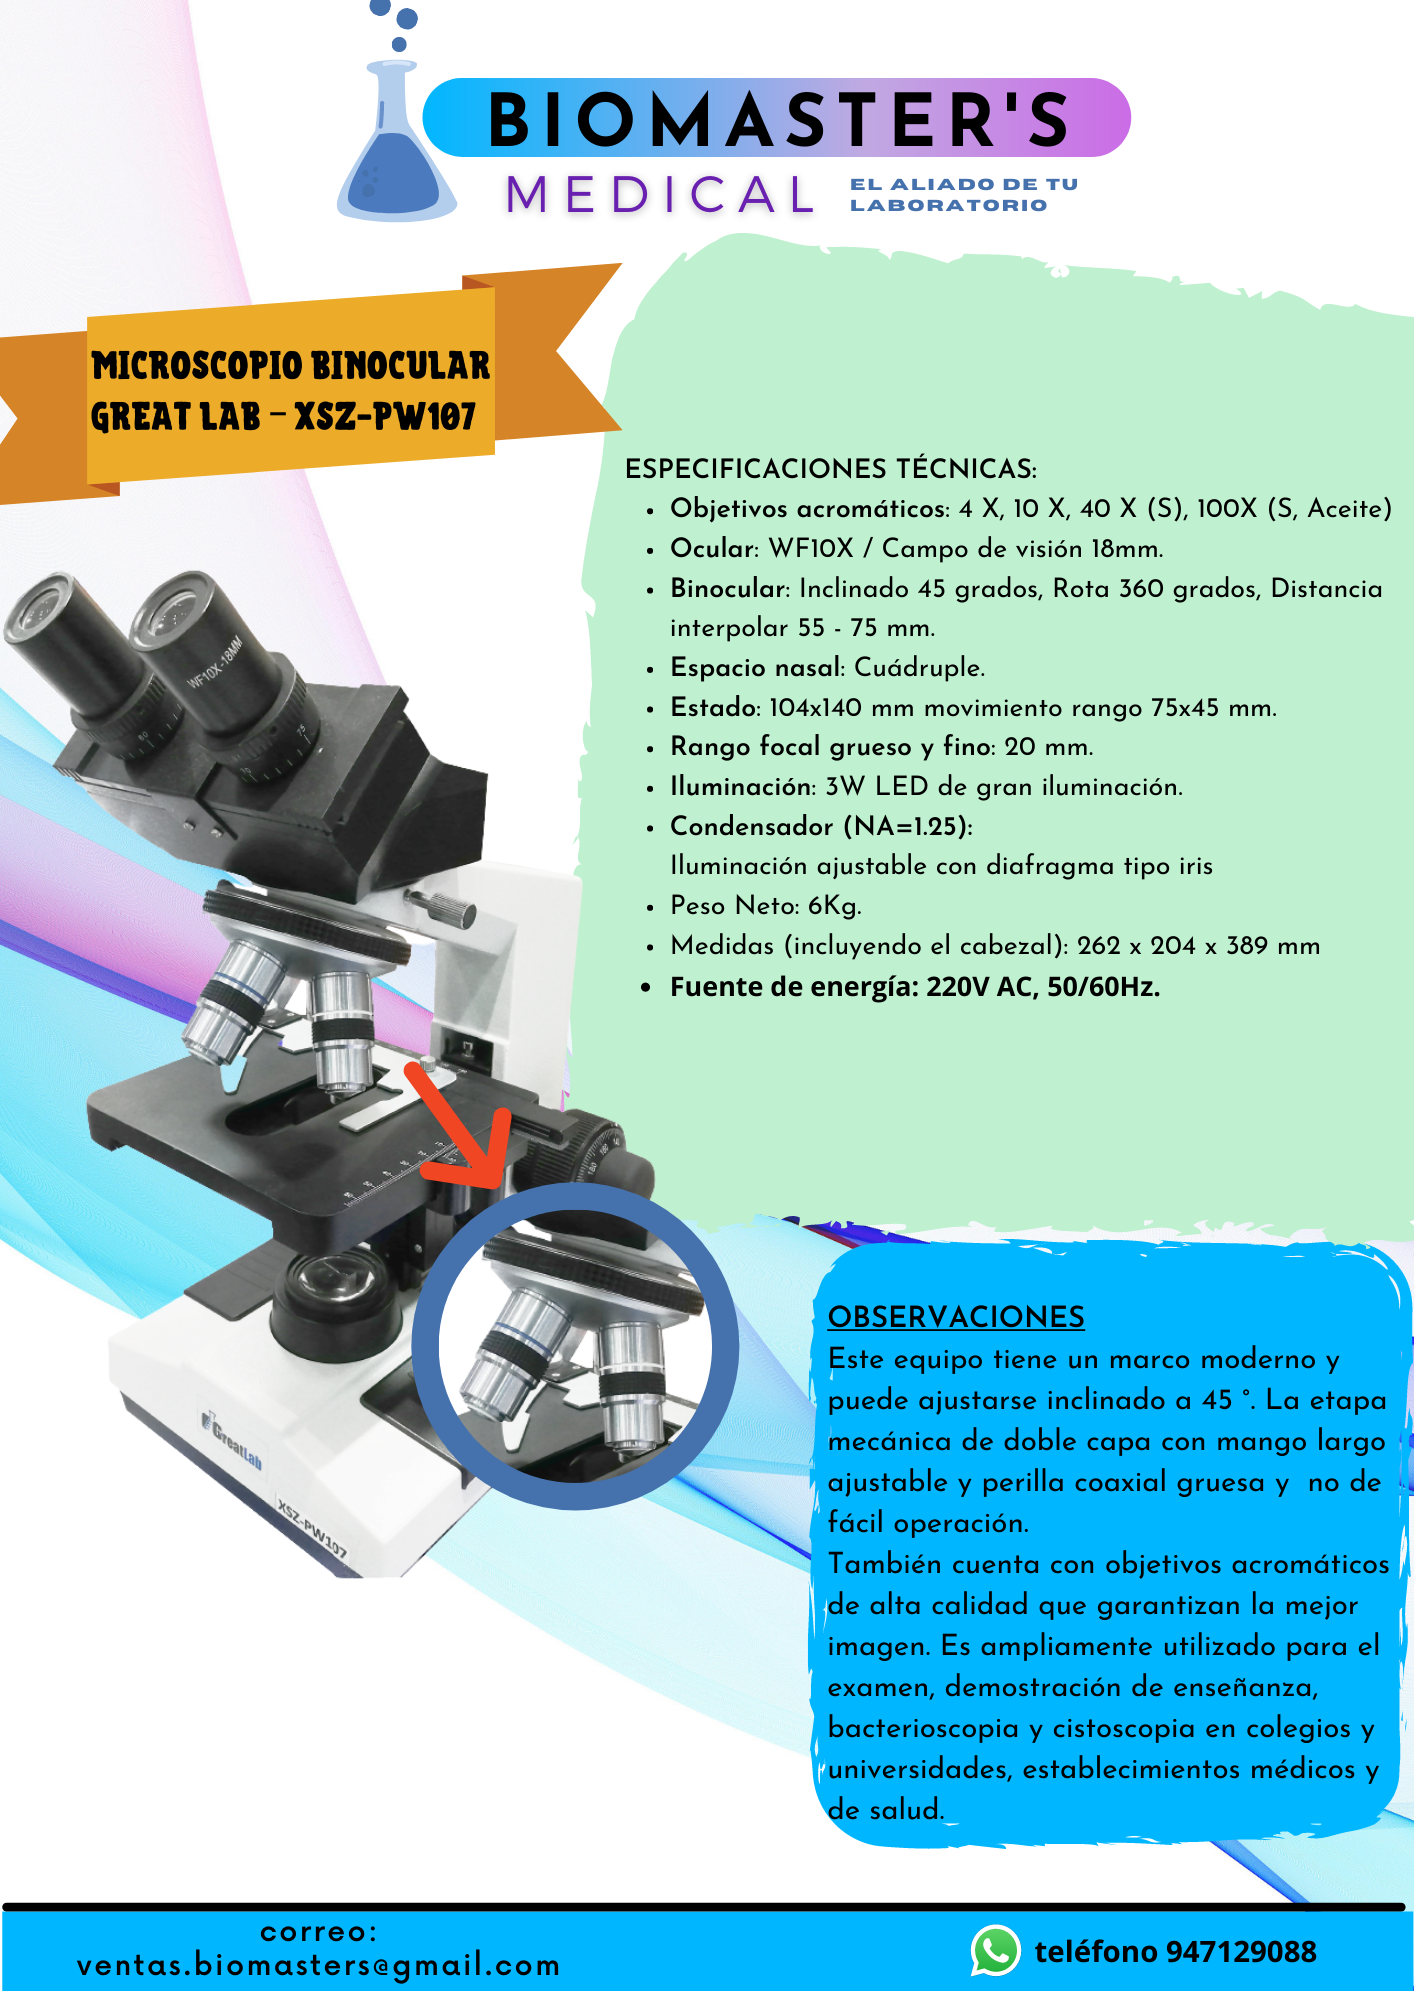 BIOMASTER'S
MEDICAL
EL ALIADO DE TU
LABORATORIO
MICROSCOPIO BINOCULAR
GREAT LAB – XSZ-PW107
ESPECIFICACIONES TÉCNICAS:
• Objetivos acromáticos: 4 X, 10 X, 40 X (S), 100X (S, Aceite)
• Ocular: WF10X / Campo de visión 18mm.
• Binocular: Inclinado 45 grados, Rota 360 grados, Distancia
interpolar 55 - 75 mm.
• Espacio nasal: Cuádruple.
• Estado: 104x140 mm movimiento rango 75x45 mm.
• Rango focal grueso y fino: 20 mm.
• Iluminación: 3W LED de gran iluminación.
• Condensador (NA=1.25):
Iluminación ajustable con diafragma tipo iris
• Peso Neto: 6Kg.
• Medidas (incluyendo el cabezal): 262 x 204 x 389 mm
• Fuente de energía: 220V AC, 50/60Hz.
WF10X-18MM
GreatLab
XSZ-PW107
OBSERVACIONES
Este equipo tiene un marco moderno y
puede ajustarse inclinado a 45 °. La etapa
mecánica de doble capa con mango largo
ajustable y perilla coaxial gruesa y  no de
fácil operación.
También cuenta con objetivos acromáticos
de alta calidad que garantizan la mejor
imagen. Es ampliamente utilizado para el
examen, demostración de enseñanza,
bacterioscopia y cistoscopia en colegios y
universidades, establecimientos médicos y
de salud.
correo:
ventas.biomasters@gmail.com
teléfono 947129088